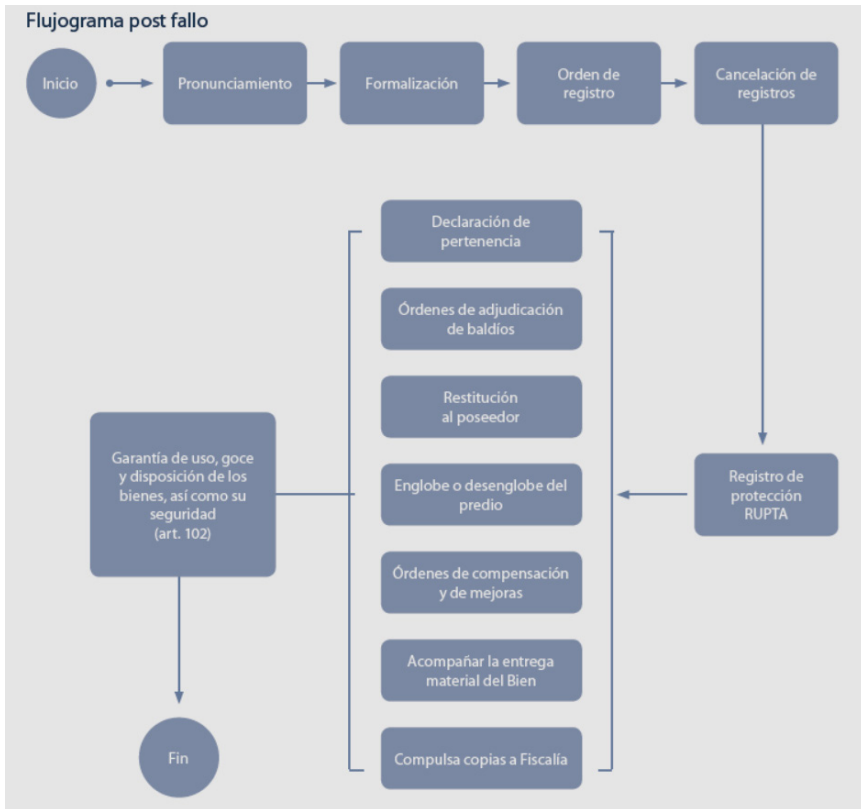 Flujograma post fallo
Inicio
Pronunciamiento
Formalización
Orden de
registro
Cancelación de
registros
Declaración de
pertenencia
Órdenes de adjudicación
de baldíos
Restitución
al poseedor
Garantía de uso, goce
y disposición de los
bienes, así como su
seguridad
(art. 102)
Englobe o desenglobe del
predio
Registro de
protección
RUPTA
Órdenes de compensación
y de mejoras
Acompañar la entrega
material del Bien
Compulsa copias a Fiscalía
Fin